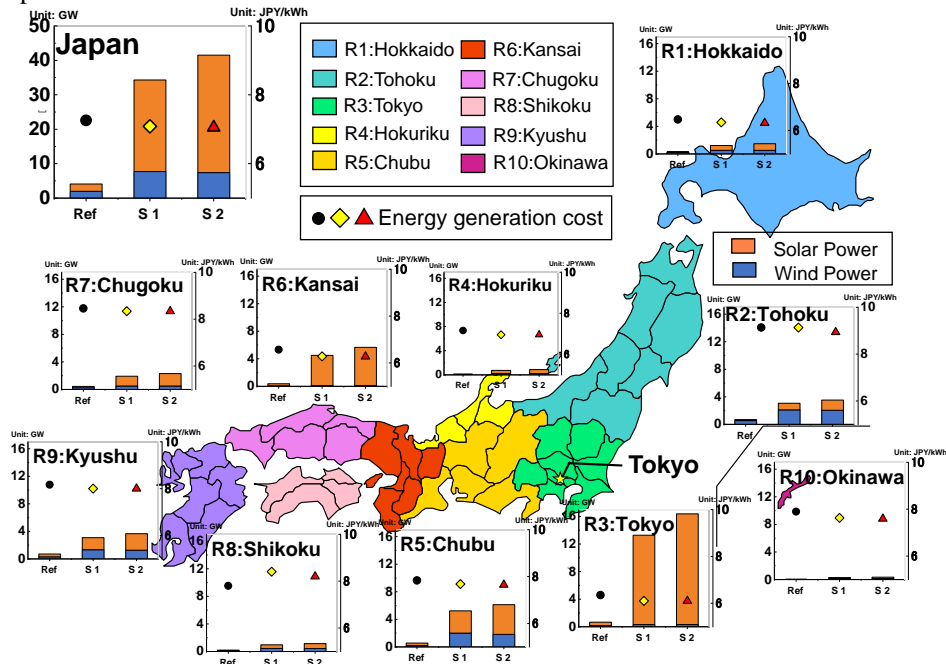 Unit: GW
Unit: JPY/kWh
Japan
50
40
30
20
10
0
10
8
6
Ref
S 1
S 2
R1:Hokkaido
R2:Tohoku
R3:Tokyo
R4:Hokuriku
R5:Chubu
R6:Kansai
R7:Chugoku
R8:Shikoku
R9:Kyushu
R10:Okinawa
Energy generation cost
Unit: GW
Unit: JPY/kWh
R1:Hokkaido
16
12
8
4
0
10
8
6
Ref
S 1
S 2
Solar Power
Wind Power
Unit: GW
Unit: JPY/kWh
R7:Chugoku
16
12
8
4
0
10
8
6
Ref
S 1
S 2
Unit: GW
Unit: JPY/kWh
R6:Kansai
16
12
8
4
0
10
8
6
Ref
S 1
S 2
Unit: GW
Unit: JPY/kWh
R4:Hokuriku
16
12
8
4
0
10
8
6
Ref
S 1
S 2
Unit: GW
Unit: JPY/kWh
R2:Tohoku
16
12
8
4
0
10
8
6
Ref
S 1
S 2
Unit: GW
Unit: JPY/kWh
R9:Kyushu
16
12
8
4
0
10
8
6
Ref
S 1
S 2
Tokyo
Unit: GW
Unit: JPY/kWh
R10:Okinawa
16
12
8
4
0
10
8
6
Ref
S 1
S 2
Unit: GW
Unit: JPY/kWh
R8:Shikoku
16
12
8
4
0
10
8
6
Ref
S 1
S 2
Unit: GW
Unit: JPY/kWh
R5:Chubu
16
12
8
4
0
10
8
6
Ref
S 1
S 2
Unit: GW
Unit: JPY/kWh
R3:Tokyo
16
12
8
4
0
10
8
6
Ref
S 1
S 2